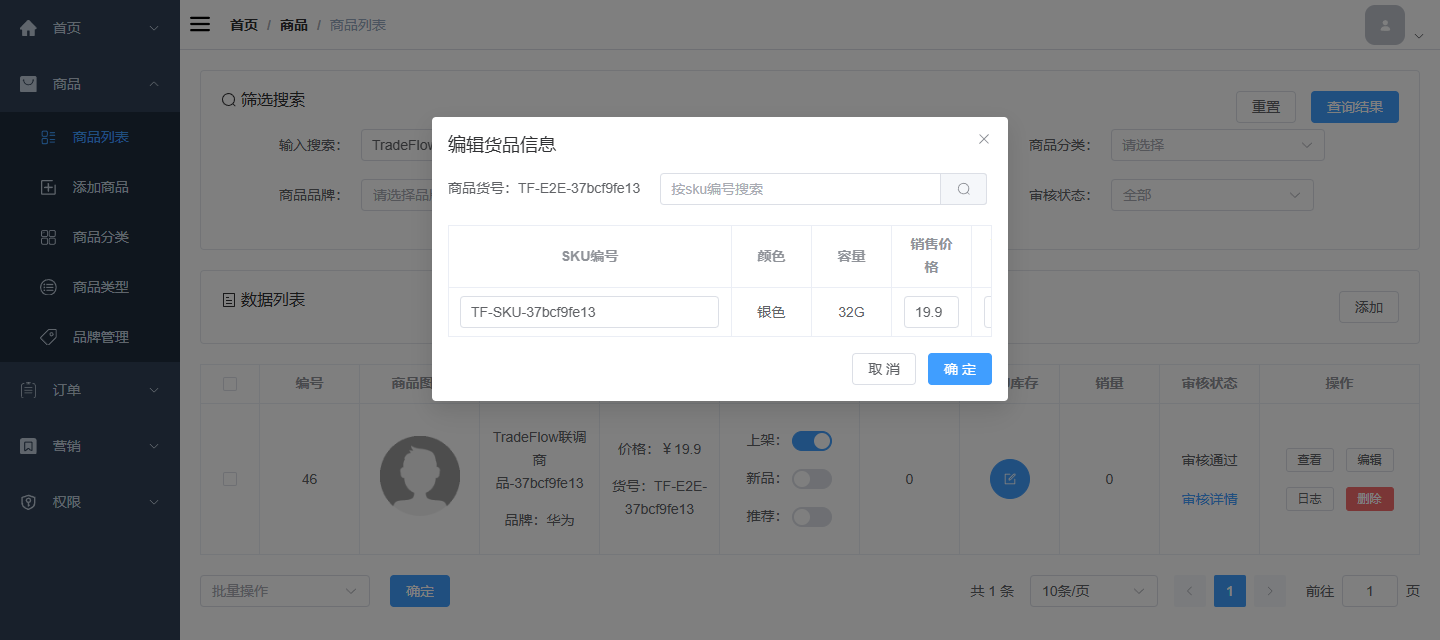 首页
商品
商品列表
添加商品
商品分类
商品类型
品牌管理
订单
营销
权限
首页 / 商品 / 商品列表
筛选搜索
重置
查询结果
输入搜索：
TradeFlow
商品分类：
请选择
商品品牌：
请选择品
审核状态：
全部
数据列表
添加
编辑货品信息
商品货号：TF-E2E-37bcf9fe13
按sku编号搜索
SKU编号 颜色 容量 销售价
格
TF-SKU-37bcf9fe13 银色 32G 19.9
取 消
确 定
编号 商品图 库存 销量 审核状态 操作
46
TradeFlow联调
商
品-37bcf9fe13
品牌：华为
价格：￥19.9
货号：TF-E2E-
37bcf9fe13
上架：
新品：
推荐：
0
0
审核通过
审核详情
查看 编辑
日志 删除
批量操作
确定
共 1 条
10条/页
1
前往 1 页